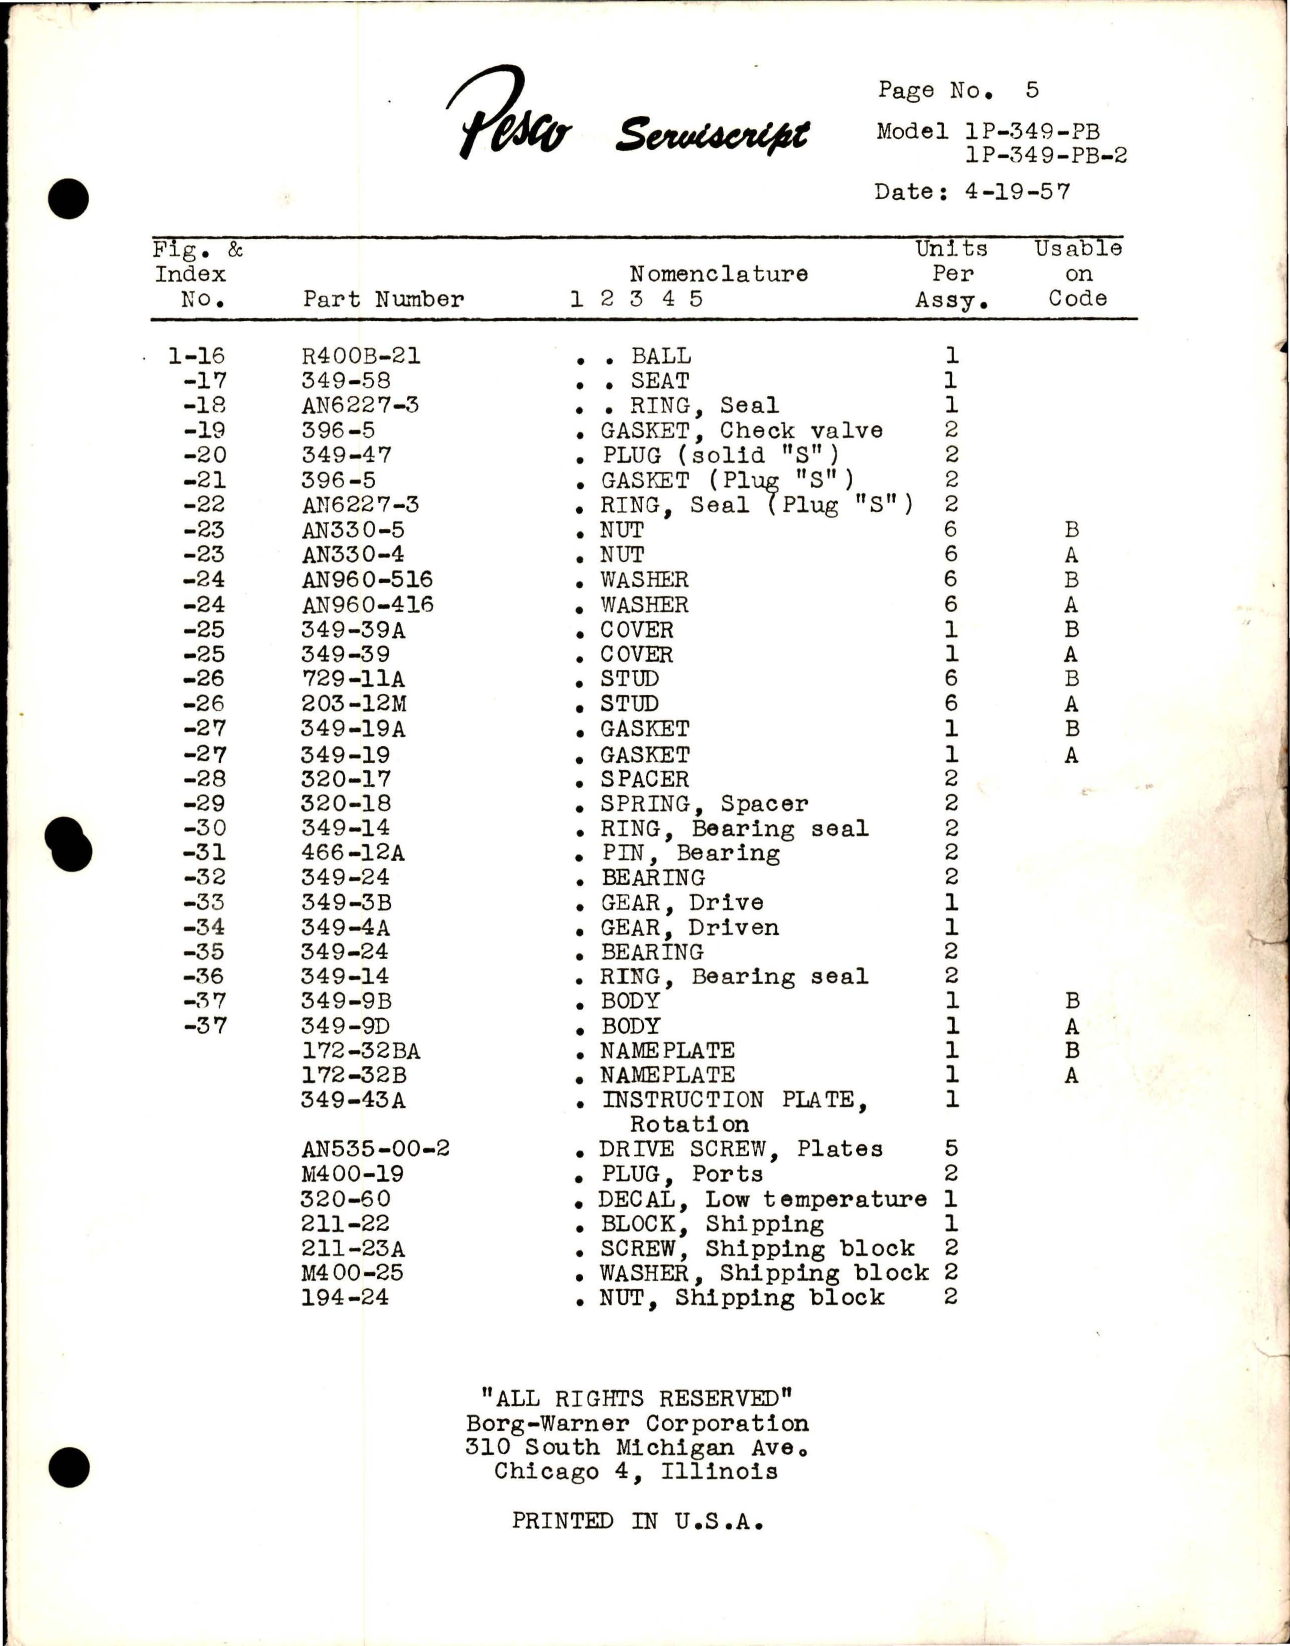 Pesco Serviscript
Page No. 5
Model 1P-349-PB
1P-349-PB-2
Date: 4-19-57
Fig. & Units Usable
Index Nomenclature Per on
No. Part Number 1 2 3 4 5 Assy. Code
1-16 R400B-21 . . BALL 1
-17 349-58 . . SEAT 1
-18 AN6227-3 . . RING, Seal 1
-19 396-5 . GASKET, Check valve 2
-20 349-47 . PLUG (solid "S") 2
-21 396-5 . GASKET (Plug "S") 2
-22 AN6227-3 . RING, Seal (Plug "S") 2
-23 AN330-5 . NUT 6 B
-23 AN330-4 . NUT 6 A
-24 AN960-516 . WASHER 6 B
-24 AN960-416 . WASHER 6 A
-25 349-39A . COVER 1 B
-25 349-39 . COVER 1 A
-26 729-11A . STUD 6 B
-26 203-12M . STUD 6 A
-27 349-19A . GASKET 1 B
-27 349-19 . GASKET 1 A
-28 320-17 . SPACER 2
-29 320-18 . SPRING, Spacer 2
-30 349-14 . RING, Bearing seal 2
-31 466-12A . PIN, Bearing 2
-32 349-24 . BEARING 2
-33 349-3B . GEAR, Drive 1
-34 349-4A . GEAR, Driven 1
-35 349-24 . BEARING 2
-36 349-14 . RING, Bearing seal 2
-37 349-9B . BODY 1 B
-37 349-9D . BODY 1 A
172-32BA . NAMEPLATE 1 B
172-32B . NAMEPLATE 1 A
349-43A . INSTRUCTION PLATE, 1
Rotation
AN535-00-2 . DRIVE SCREW, Plates 5
M400-19 . PLUG, Ports 2
320-60 . DECAL, Low temperature 1
211-22 . BLOCK, Shipping 1
211-23A . SCREW, Shipping block 2
M400-25 . WASHER, Shipping block 2
194-24 . NUT, Shipping block 2
"ALL RIGHTS RESERVED"
Borg-Warner Corporation
310 South Michigan Ave.
Chicago 4, Illinois
PRINTED IN U.S.A.